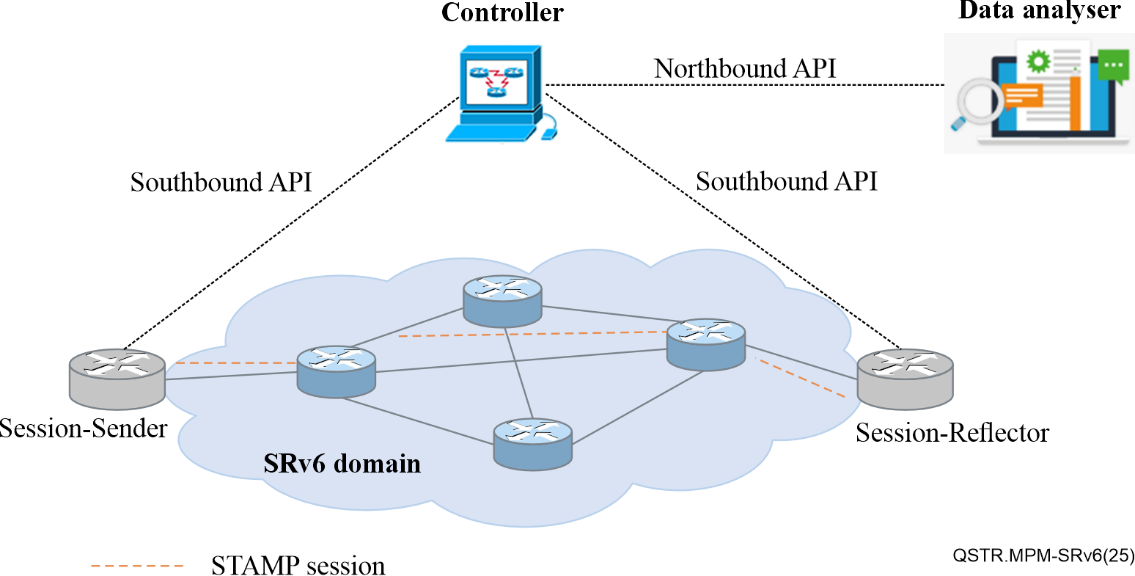 Controller
Data analyser
Northbound API
Southbound API
Southbound API
Session-Sender
Session-Reflector
SRv6 domain
STAMP session
QSTR.MPM-SRv6(25)